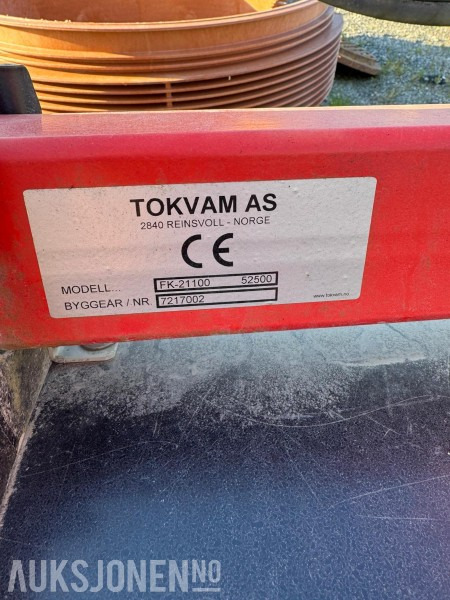 TOKVAM AS
2840 REINSVOLL - NORGE
CE
MODELL... FK-21100 52500
BYGGEAR / NR. 7217002
www.tokvam.no
AUKSJONEN.NO